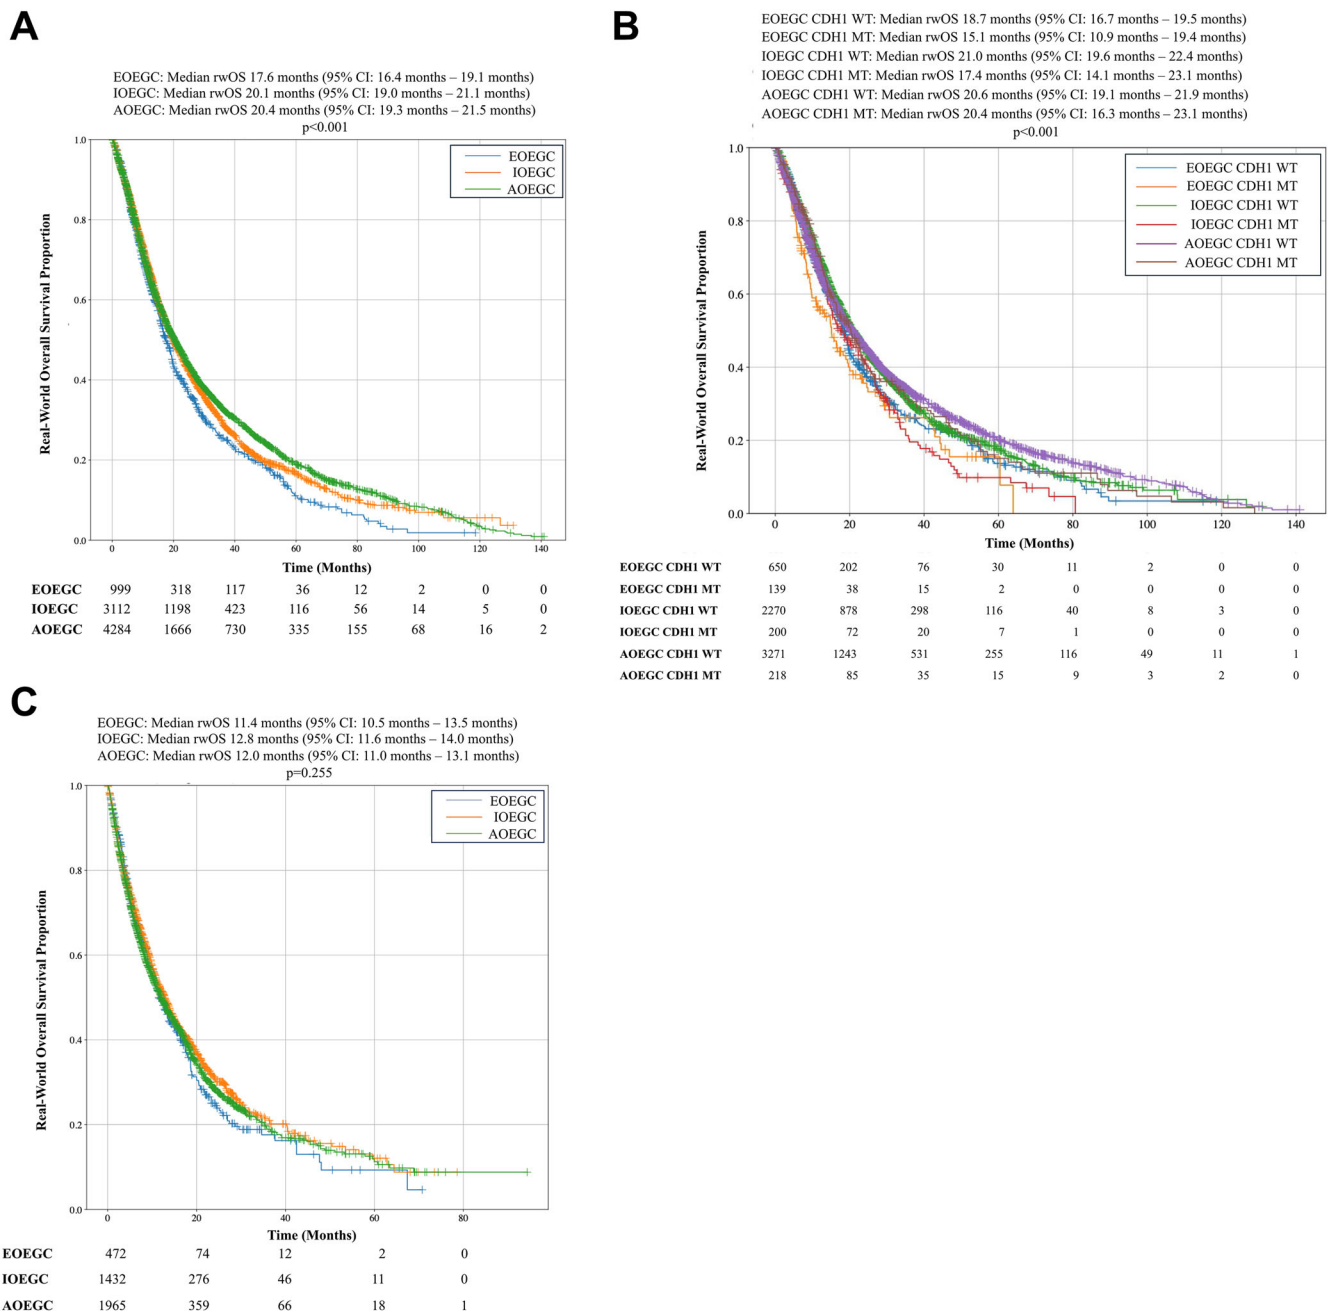 A
EOEGC: Median rwOS 17.6 months (95% CI: 16.4 months – 19.1 months)
IOEGC: Median rwOS 20.1 months (95% CI: 19.0 months – 21.1 months)
AOEGC: Median rwOS 20.4 months (95% CI: 19.3 months – 21.5 months)
p<0.001
EOEGC
IOEGC
AOEGC
Real-World Overall Survival Proportion
1.0
0.8
0.6
0.4
0.2
0.0
0 20 40 60 80 100 120 140
Time (Months)
EOEGC 999 318 117 36 12 2 0 0
IOEGC 3112 1198 423 116 56 14 5 0
AOEGC 4284 1666 730 335 155 68 16 2
B
EOEGC CDH1 WT: Median rwOS 18.7 months (95% CI: 16.7 months – 19.5 months)
EOEGC CDH1 MT: Median rwOS 15.1 months (95% CI: 10.9 months – 19.4 months)
IOEGC CDH1 WT: Median rwOS 21.0 months (95% CI: 19.6 months – 22.4 months)
IOEGC CDH1 MT: Median rwOS 17.4 months (95% CI: 14.1 months – 23.1 months)
AOEGC CDH1 WT: Median rwOS 20.6 months (95% CI: 19.1 months – 21.9 months)
AOEGC CDH1 MT: Median rwOS 20.4 months (95% CI: 16.3 months – 23.1 months)
p<0.001
EOEGC CDH1 WT
EOEGC CDH1 MT
IOEGC CDH1 WT
IOEGC CDH1 MT
AOEGC CDH1 WT
AOEGC CDH1 MT
Real-World Overall Survival Proportion
1.0
0.8
0.6
0.4
0.2
0.0
0 20 40 60 80 100 120 140
Time (Months)
EOEGC CDH1 WT 650 202 76 30 11 2 0 0
EOEGC CDH1 MT 139 38 15 2 0 0 0 0
IOEGC CDH1 WT 2270 878 298 116 40 8 3 0
IOEGC CDH1 MT 200 72 20 7 1 0 0 0
AOEGC CDH1 WT 3271 1243 531 255 116 49 11 1
AOEGC CDH1 MT 218 85 35 15 9 3 2 0
C
EOEGC: Median rwOS 11.4 months (95% CI: 10.5 months – 13.5 months)
IOEGC: Median rwOS 12.8 months (95% CI: 11.6 months – 14.0 months)
AOEGC: Median rwOS 12.0 months (95% CI: 11.0 months – 13.1 months)
p=0.255
EOEGC
IOEGC
AOEGC
Real-World Overall Survival Proportion
1.0
0.8
0.6
0.4
0.2
0.0
0 20 40 60 80
Time (Months)
EOEGC 472 74 12 2 0
IOEGC 1432 276 46 11 0
AOEGC 1965 359 66 18 1